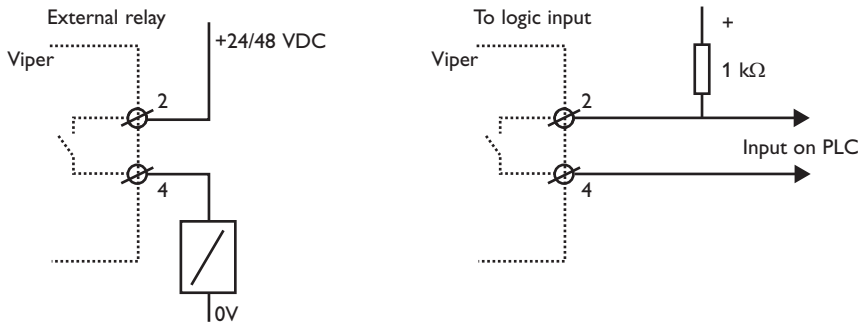 External relay
+24/48 VDC
Viper
2
4
0V
To logic input
+
Viper
1 kΩ
2
Input on PLC
4